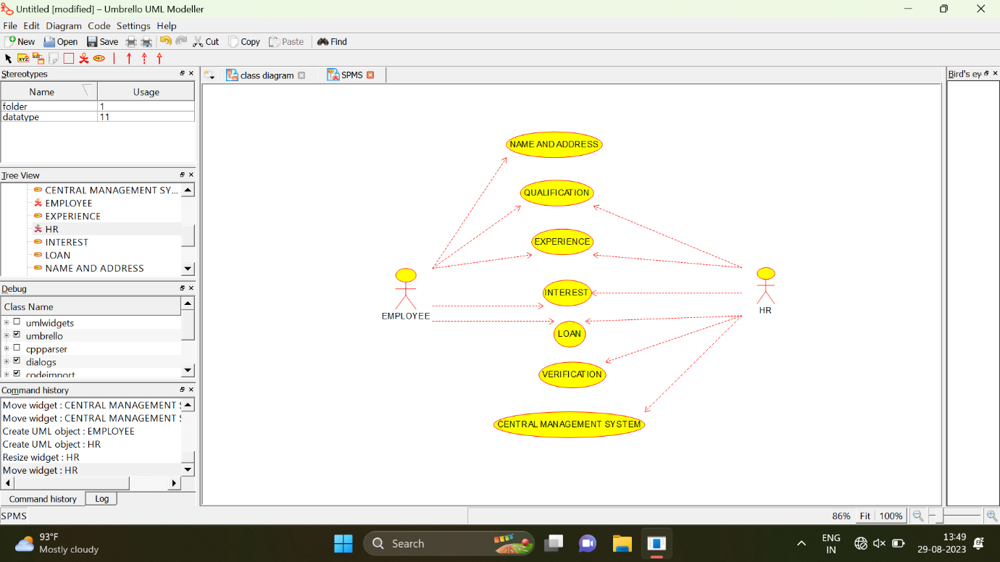 Untitled [modified] – Umbrello UML Modeller
File Edit Diagram Code Settings Help
New Open Save Cut Copy Paste Find
XYZ ABC
Stereotypes
Name Usage
folder 1
datatype 11
Tree View
CENTRAL MANAGEMENT SY...
EMPLOYEE
EXPERIENCE
HR
INTEREST
LOAN
NAME AND ADDRESS
Debug
Class Name
umlwidgets
umbrello
cppparser
dialogs
codeimport
Command history
Move widget : CENTRAL MANAGEMENT S
Move widget : CENTRAL MANAGEMENT S
Create UML object : EMPLOYEE
Create UML object : HR
Resize widget : HR
Move widget : HR
Command history Log
class diagram SPMS
NAME AND ADDRESS
QUALIFICATION
EXPERIENCE
INTEREST
LOAN
VERIFICATION
CENTRAL MANAGEMENT SYSTEM
EMPLOYEE
HR
Bird's ey
SPMS
86% Fit 100%
93°F
Mostly cloudy
Search
ENG
IN
13:49
29-08-2023